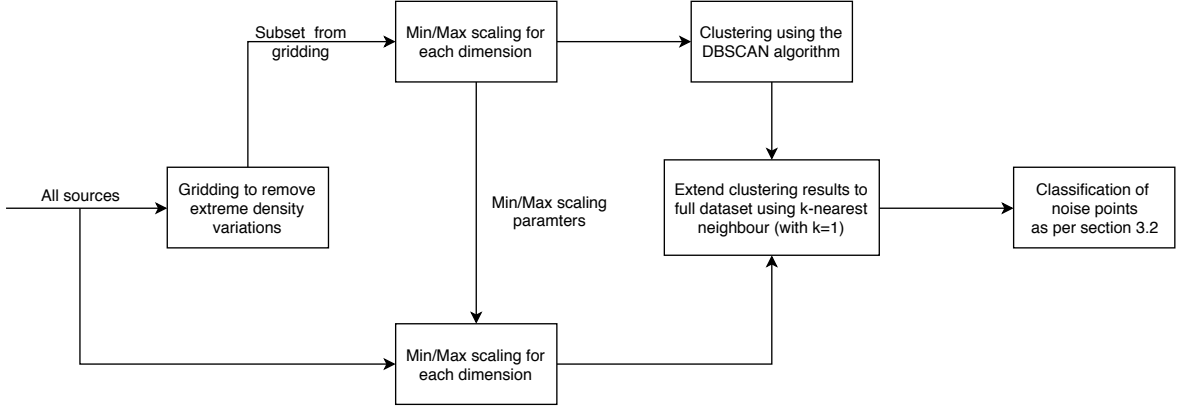 Subset from
gridding
Min/Max scaling for
each dimension
Clustering using the
DBSCAN algorithm
All sources
Gridding to remove
extreme density
variations
Min/Max scaling
paramters
Extend clustering results to
full dataset using k-nearest
neighbour (with k=1)
Classification of
noise points
as per section 3.2
Min/Max scaling for
each dimension